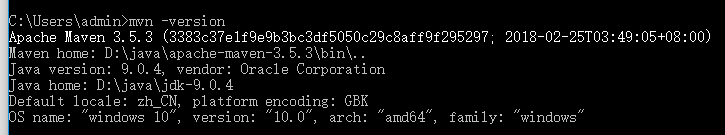 C:\Users\admin>mvn -version
Apache Maven 3.5.3 (3383c37e1f9e9b3bc3df5050c29c8aff9f295297; 2018-02-25T03:49:05+08:00)
Maven home: D:\java\apache-maven-3.5.3\bin\..
Java version: 9.0.4, vendor: Oracle Corporation
Java home: D:\java\jdk-9.0.4
Default locale: zh_CN, platform encoding: GBK
OS name: "windows 10", version: "10.0", arch: "amd64", family: "windows"